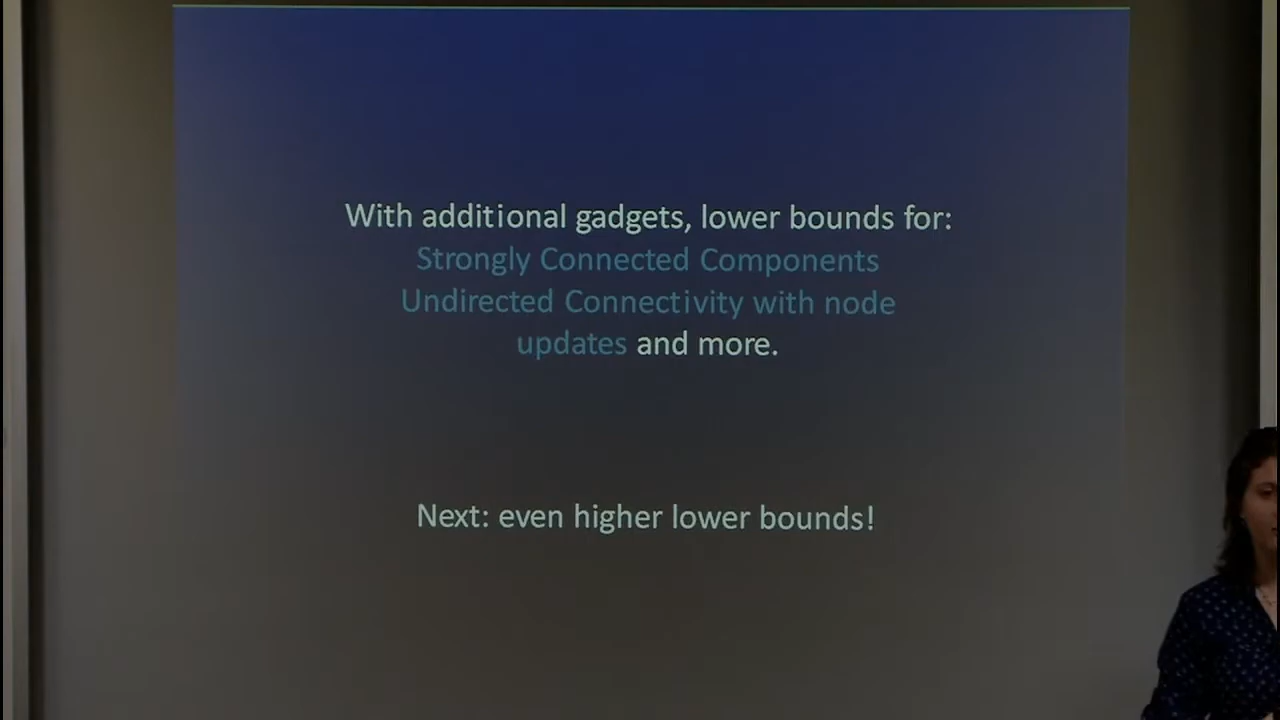 With additional gadgets, lower bounds for:
Strongly Connected Components
Undirected Connectivity with node
updates and more.
Next: even higher lower bounds!